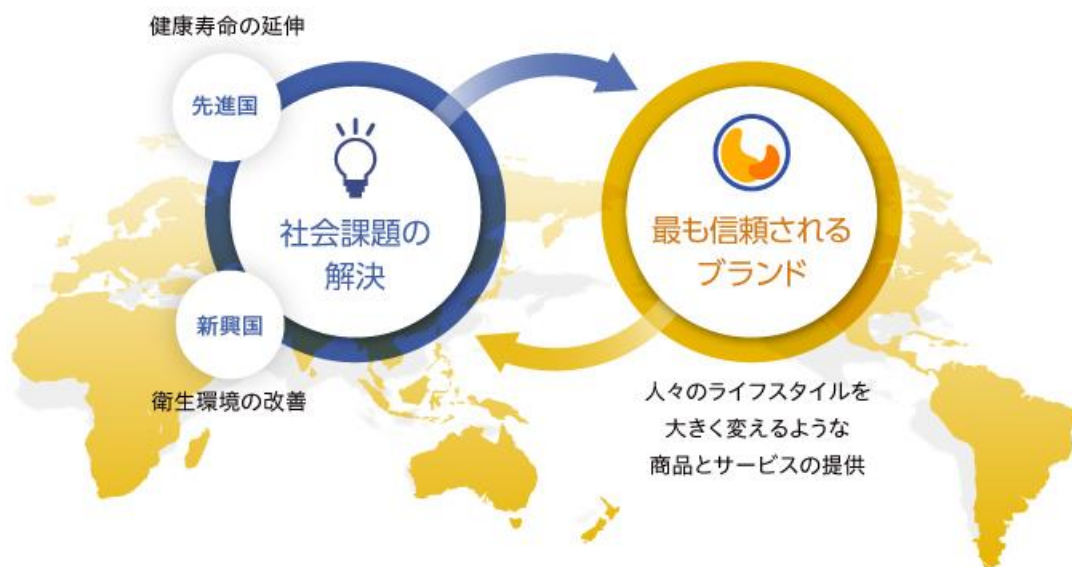 健康寿命の延伸
先進国
社会課題の
解決
新興国
衛生環境の改善
最も信頼される
ブランド
人々のライフスタイルを
大きく変えるような
商品とサービスの提供